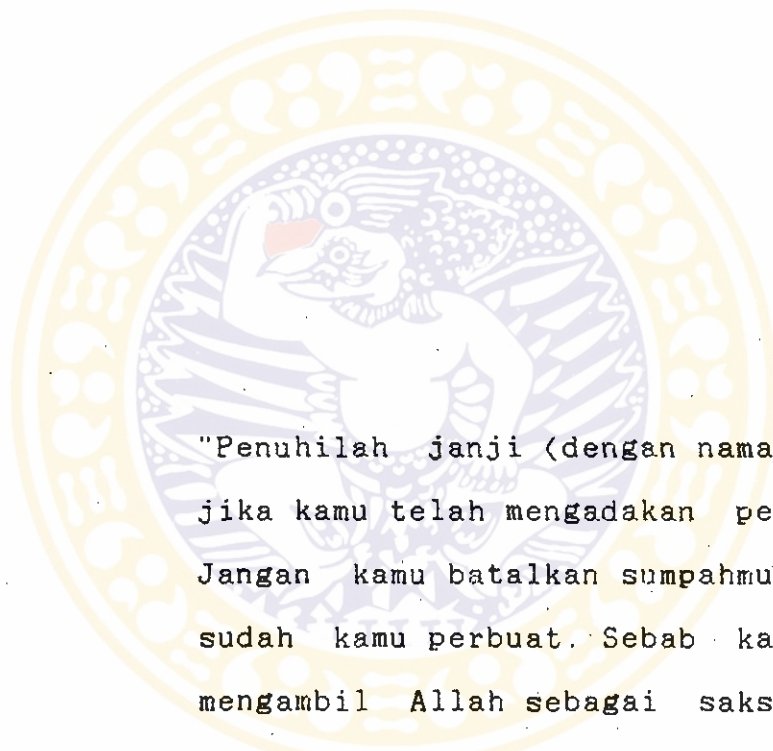 "Penuhilah janji (dengan nama
jika kamu telah mengadakan pe
Jangan kamu batalkan sumpahmu
sudah kamu perbuat. Sebab ka
mengambil Allah sebagai saks